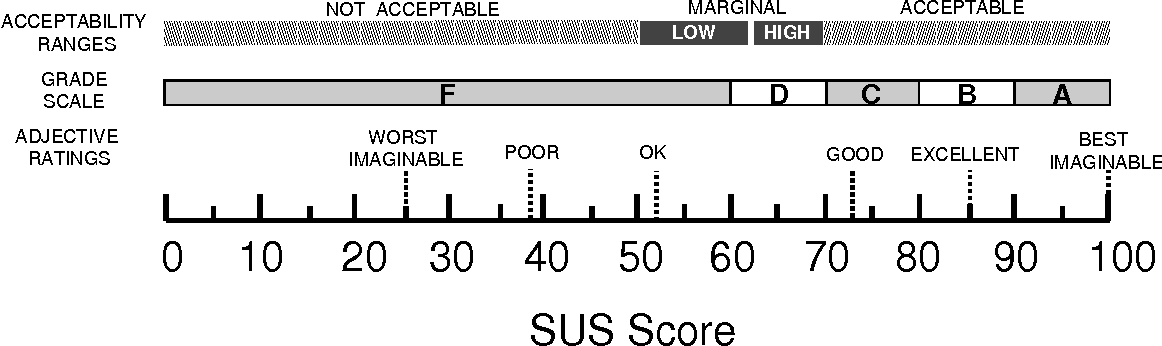 ACCEPTABILITY RANGES
NOT ACCEPTABLE
MARGINAL
ACCEPTABLE
LOW
HIGH
GRADE SCALE
F
D
C
B
A
ADJECTIVE RATINGS
WORST IMAGINABLE
POOR
OK
GOOD
EXCELLENT
BEST IMAGINABLE
0 10 20 30 40 50 60 70 80 90 100
SUS Score